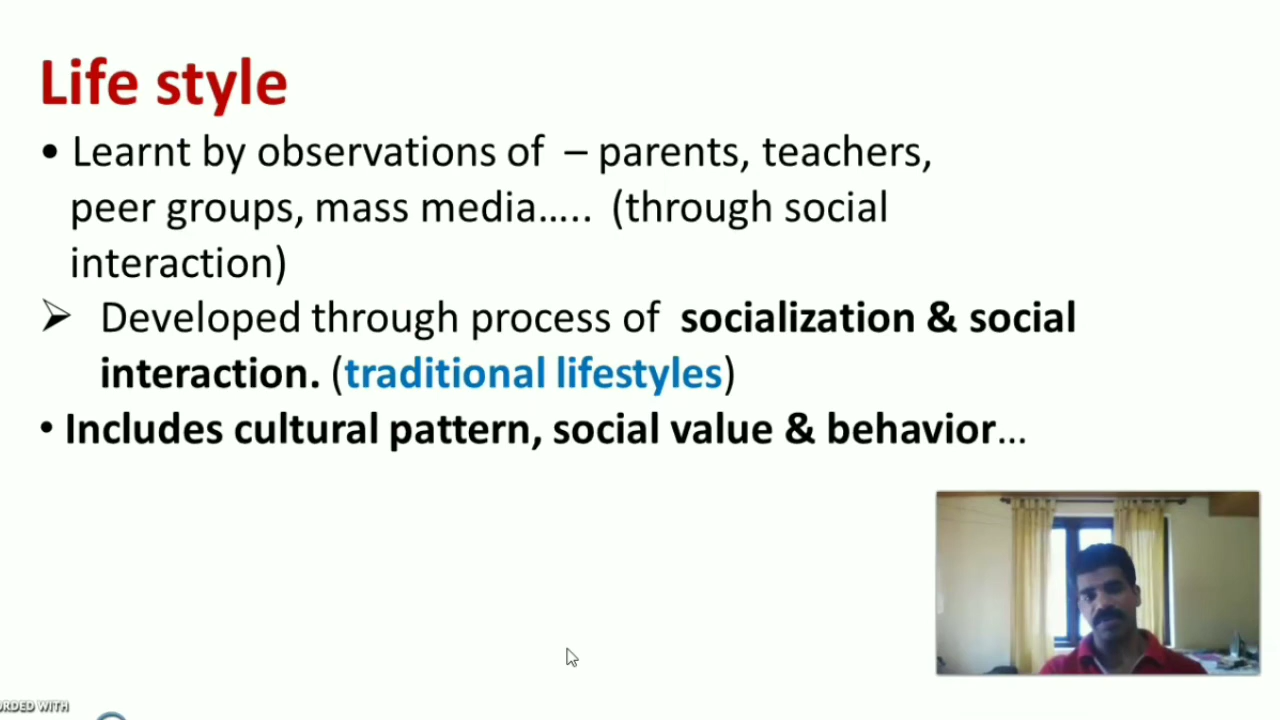 Life style
• Learnt by observations of – parents, teachers,
peer groups, mass media….. (through social
interaction)
➢ Developed through process of socialization & social
interaction. (traditional lifestyles)
• Includes cultural pattern, social value & behavior…
WITH